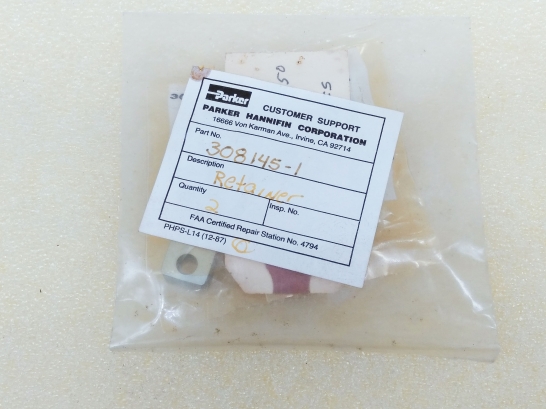 50
Parker
CUSTOMER SUPPORT
PARKER HANNIFIN CORPORATION
16666 Von Karman Ave., Irvine, CA 92714
Part No.
308145-1
Description
Retainer
Quantity
2
Insp. No.
FAA Certified Repair Station No. 4794
PHPS-L14 (12-87)